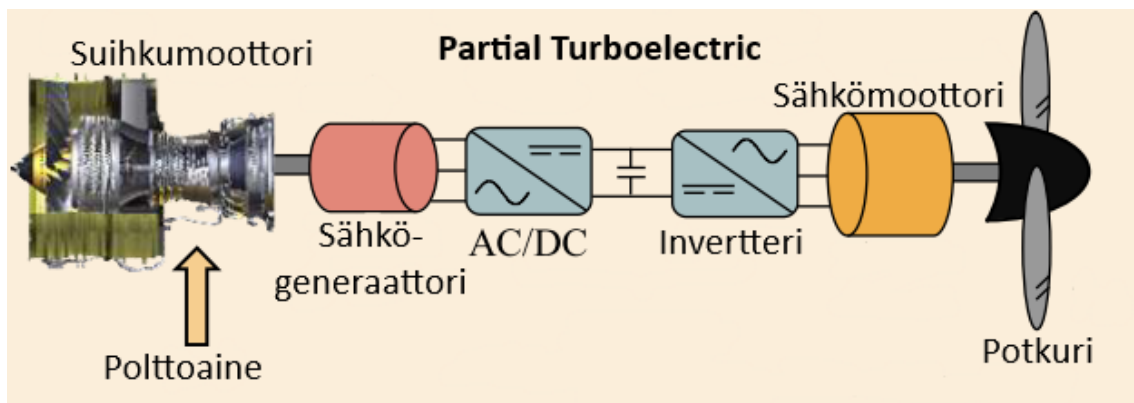 Partial Turboelectric
Suihkumoottori
Sähkömoottori
Sähkö-
generaattori
AC/DC
Invertteri
Polttoaine
Potkuri